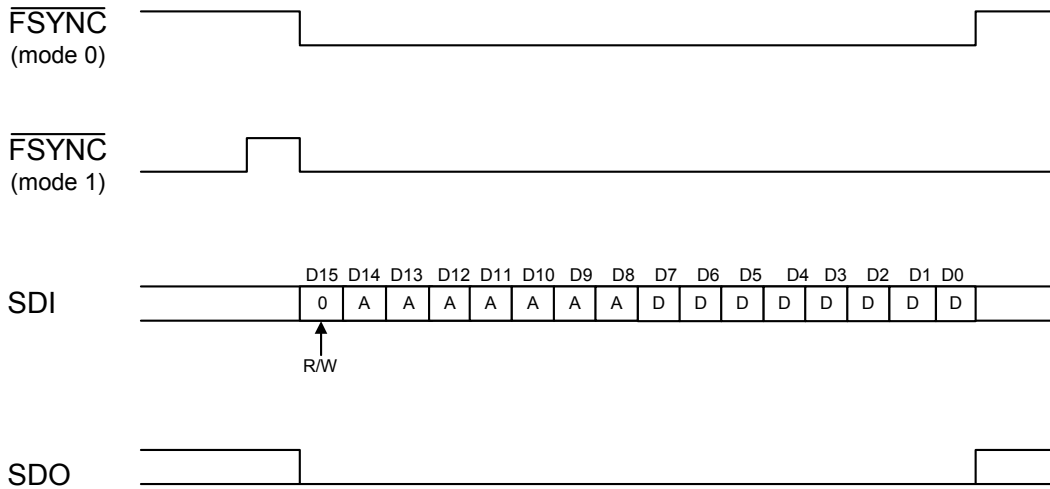 FSYNC
(mode 0)
FSYNC
(mode 1)
D15 D14 D13 D12 D11 D10 D9 D8 D7 D6 D5 D4 D3 D2 D1 D0
SDI 0 A A A A A A A D D D D D D D D
R/W
SDO